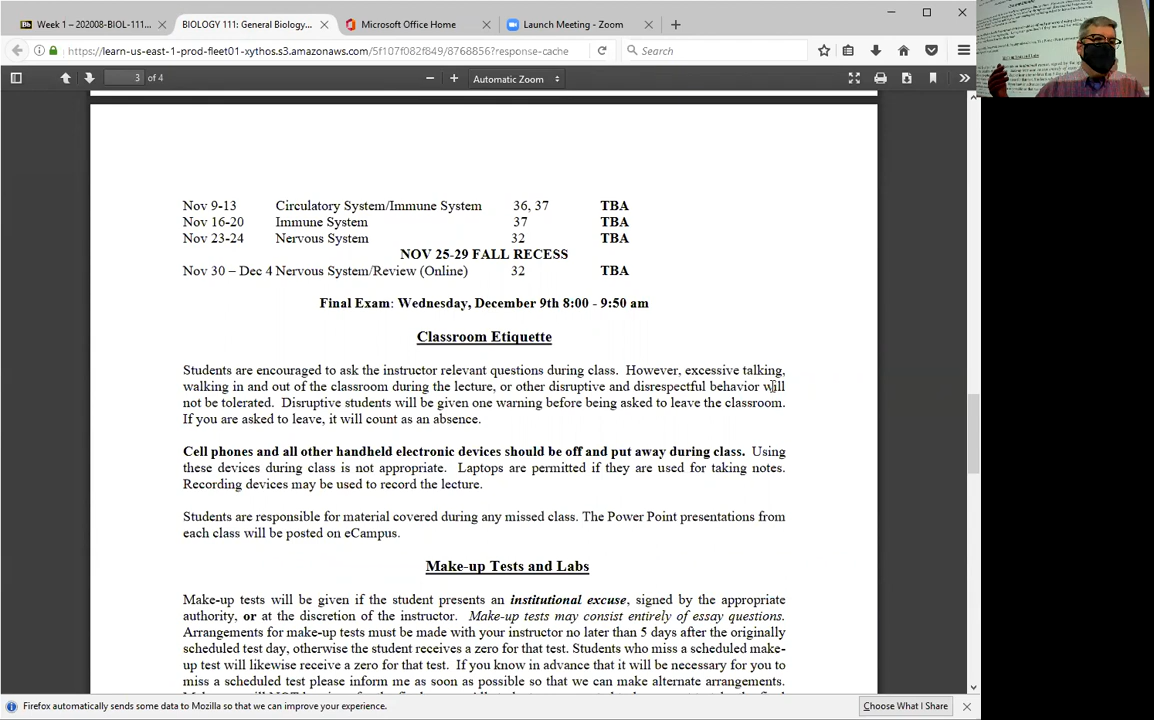 Week 1 – 202008-BIOL-111-
BIOLOGY 111: General Biology
Microsoft Office Home
Launch Meeting - Zoom
https://learn-us-east-1-prod-fleet01-xythos.s3.amazonaws.com/5f107f082f849/8768856?response-cache
Search
3 of 4
Automatic Zoom
Nov 9-13 Circulatory System/Immune System 36, 37 TBA
Nov 16-20 Immune System 37 TBA
Nov 23-24 Nervous System 32 TBA
NOV 25-29 FALL RECESS
Nov 30 – Dec 4 Nervous System/Review (Online) 32 TBA
Final Exam: Wednesday, December 9th 8:00 - 9:50 am
Classroom Etiquette
Students are encouraged to ask the instructor relevant questions during class. However, excessive talking,
walking in and out of the classroom during the lecture, or other disruptive and disrespectful behavior will
not be tolerated. Disruptive students will be given one warning before being asked to leave the classroom.
If you are asked to leave, it will count as an absence.
Cell phones and all other handheld electronic devices should be off and put away during class. Using
these devices during class is not appropriate. Laptops are permitted if they are used for taking notes.
Recording devices may be used to record the lecture.
Students are responsible for material covered during any missed class. The Power Point presentations from
each class will be posted on eCampus.
Make-up Tests and Labs
Make-up tests will be given if the student presents an institutional excuse, signed by the appropriate
authority, or at the discretion of the instructor. Make-up tests may consist entirely of essay questions.
Arrangements for make-up tests must be made with your instructor no later than 5 days after the originally
scheduled test day, otherwise the student receives a zero for that test. Students who miss a scheduled make-
up test will likewise receive a zero for that test. If you know in advance that it will be necessary for you to
miss a scheduled test please inform me as soon as possible so that we can make alternate arrangements.
Firefox automatically sends some data to Mozilla so that we can improve your experience.
Choose What I Share